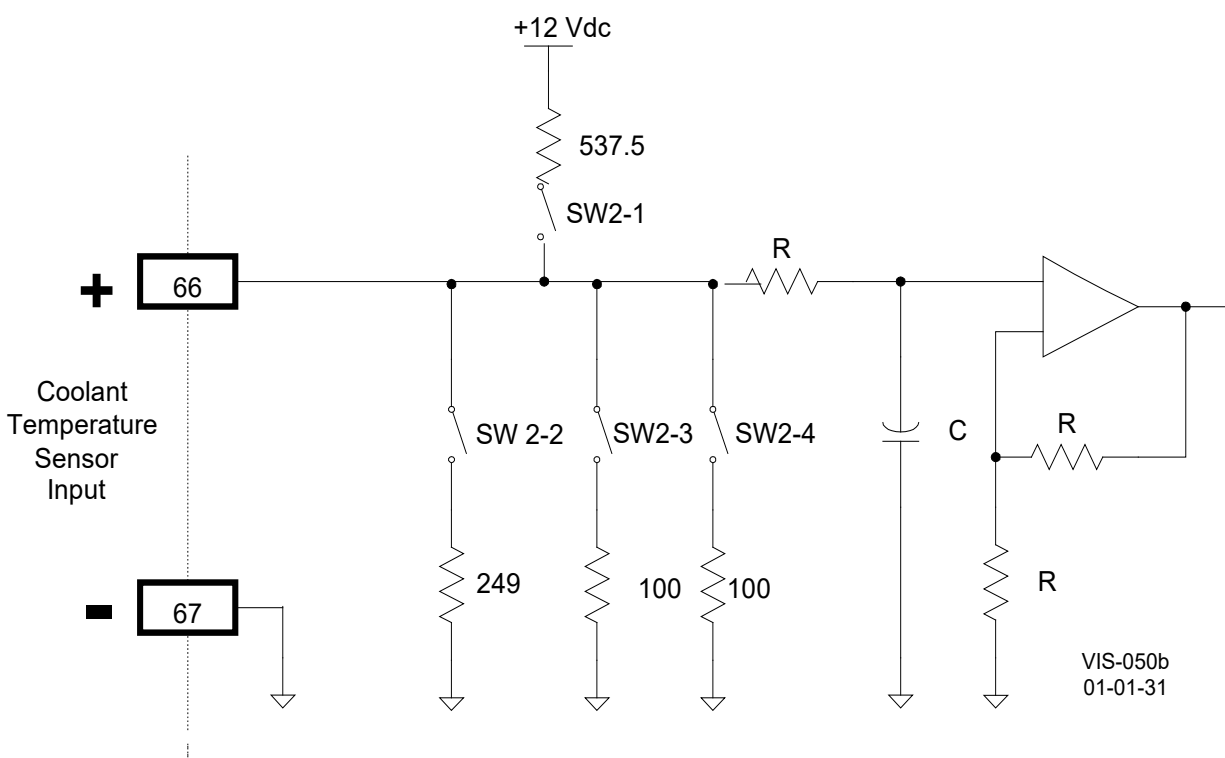 +12 Vdc
537.5
SW2-1
R
+
66
Coolant
Temperature
Sensor
Input
SW 2-2
SW2-3
SW2-4
C
R
249
100
100
R
-
67
VIS-050b
01-01-31